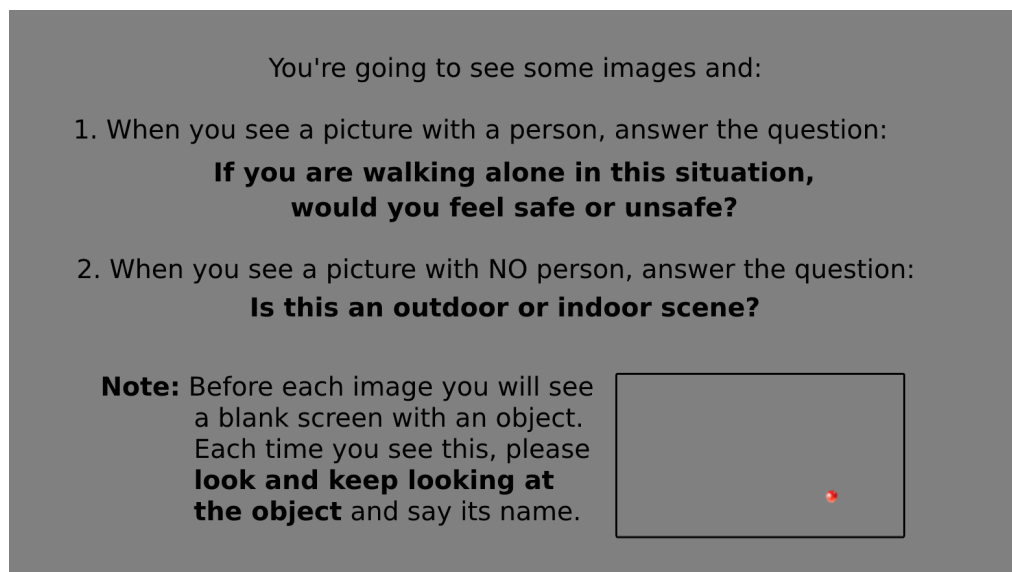 You're going to see some images and:
1. When you see a picture with a person, answer the question:
If you are walking alone in this situation,
would you feel safe or unsafe?
2. When you see a picture with NO person, answer the question:
Is this an outdoor or indoor scene?
Note: Before each image you will see
a blank screen with an object.
Each time you see this, please
look and keep looking at
the object and say its name.